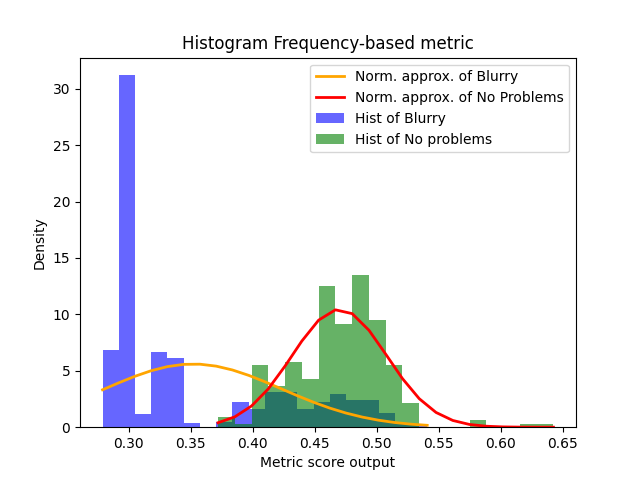 Histogram Frequency-based metric
Norm. approx. of Blurry
Norm. approx. of No Problems
Hist of Blurry
Hist of No problems
Density
30
25
20
15
10
5
0
0.30 0.35 0.40 0.45 0.50 0.55 0.60 0.65
Metric score output